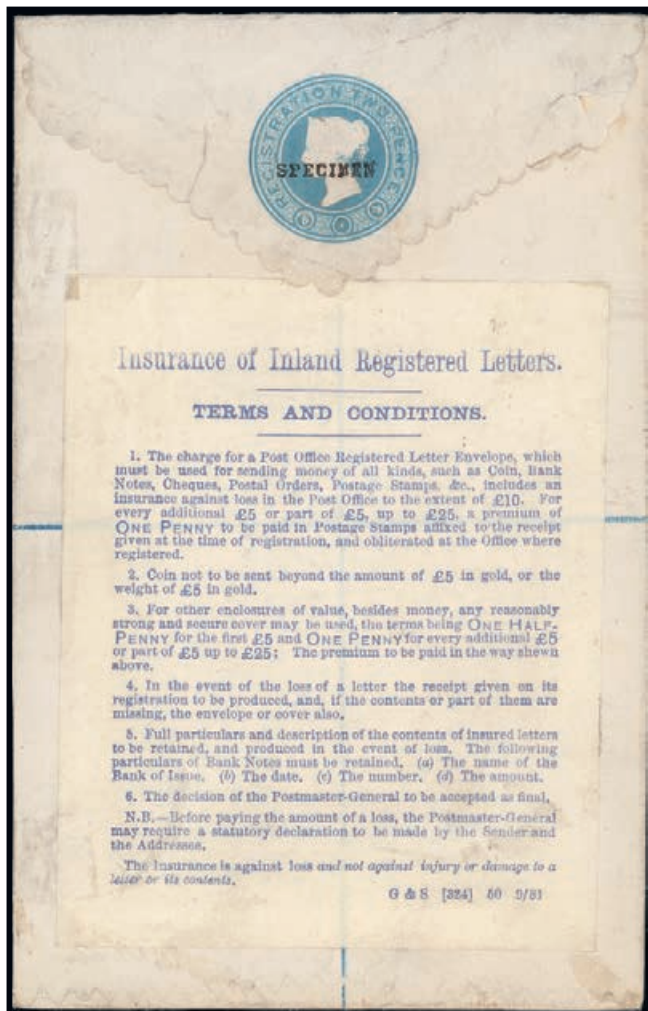 REGISTRATION TWO PENCE
SPECIMEN
Insurance of Inland Registered Letters.
TERMS AND CONDITIONS.
1. The charge for a Post Office Registered Letter Envelope, which
must be used for sending money of all kinds, such as Coin, Bank
Notes, Cheques, Postal Orders, Postage Stamps, &c., includes an
insurance against loss in the Post Office to the extent of £10. For
every additional £5 or part of £5, up to £25, a premium of
ONE PENNY to be paid in Postage Stamps affixed to the receipt
given at the time of registration, and obliterated at the Office where
registered.
2. Coin not to be sent beyond the amount of £5 in gold, or the
weight of £5 in gold.
3. For other enclosures of value, besides money, any reasonably
strong and secure cover may be used, the terms being ONE HALF-
PENNY for the first £5 and ONE PENNY for every additional £5
or part of £5 up to £25: The premium to be paid in the way shewn
above.
4. In the event of the loss of a letter the receipt given on its
registration to be produced, and, if the contents or part of them are
missing, the envelope or cover also.
5. Full particulars and description of the contents of insured letters
to be retained, and produced in the event of loss. The following
particulars of Bank Notes must be retained. (a) The name of the
Bank of Issue. (b) The date. (c) The number. (d) The amount.
6. The decision of the Postmaster-General to be accepted as final.
N.B.—Before paying the amount of a loss, the Postmaster-General
may require a statutory declaration to be made by the Sender and
the Addressee.
The Insurance is against loss and not against injury or damage to a
letter or its contents.
G & S [324] 50 9/81